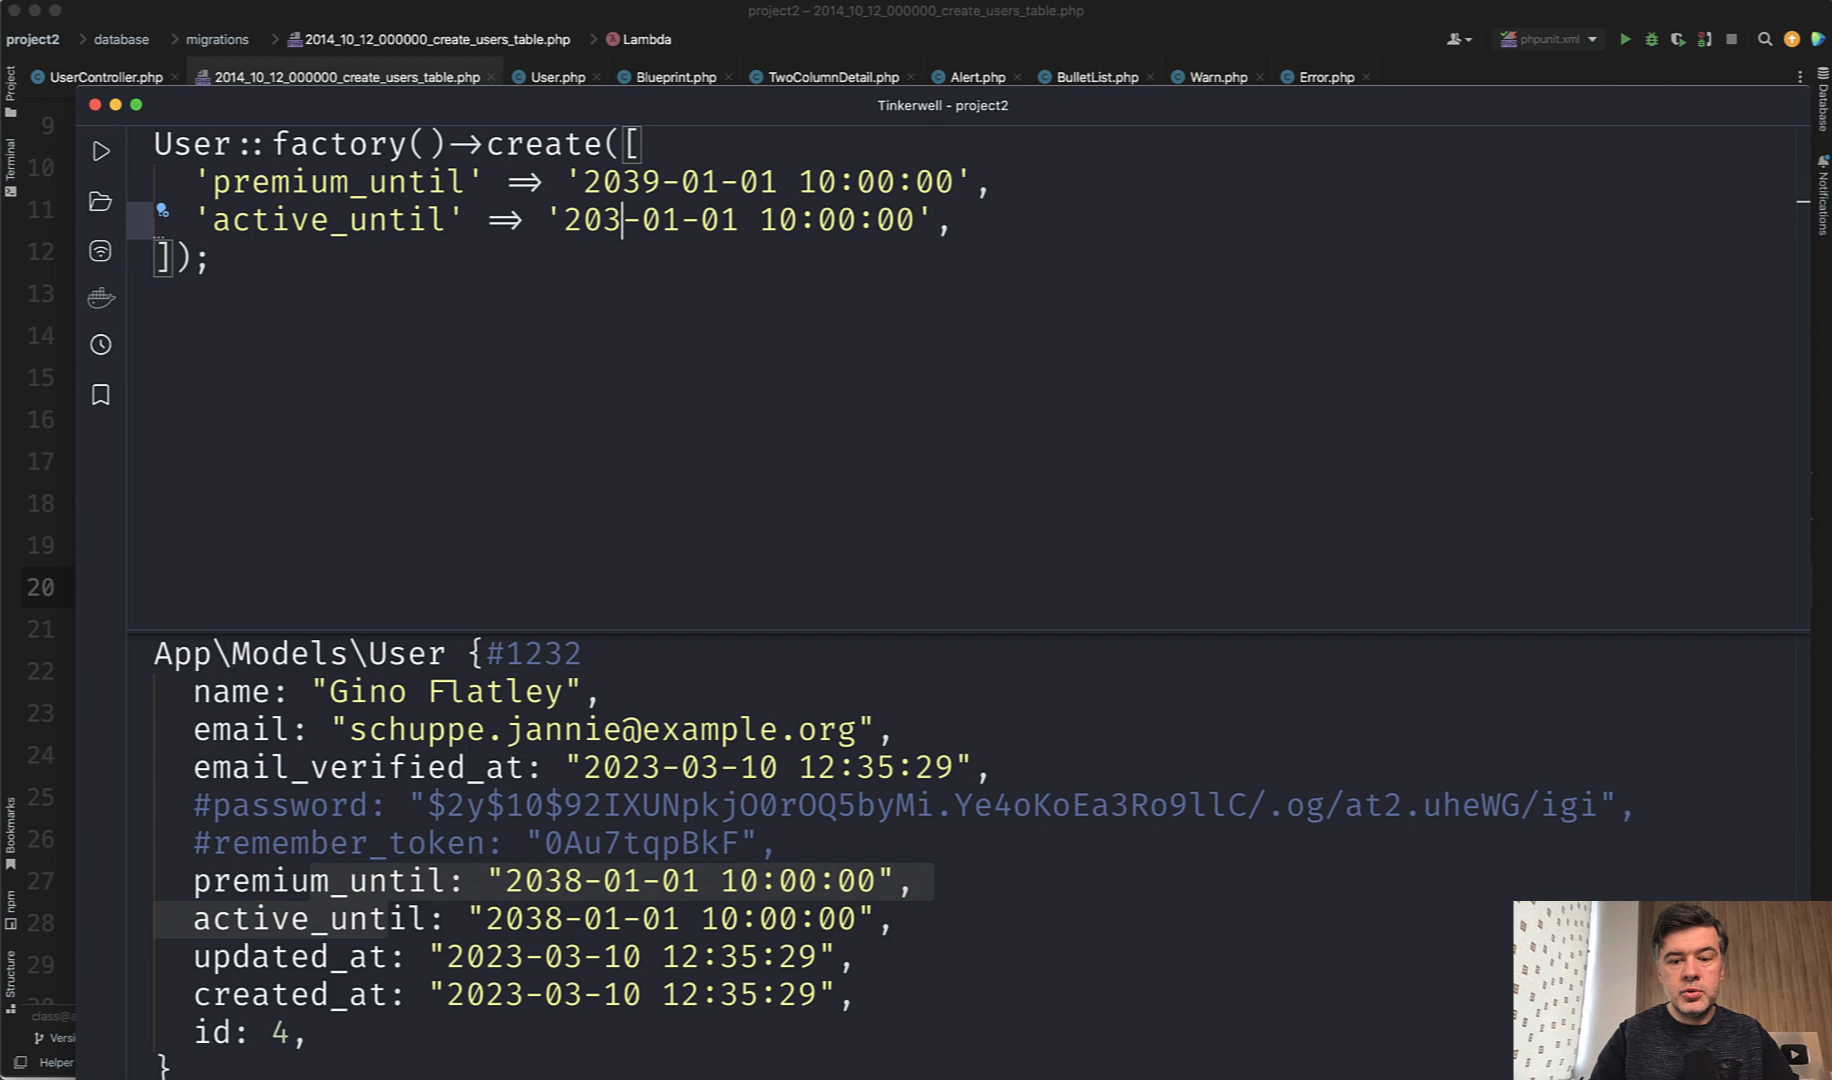 project2 – 2014_10_12_000000_create_users_table.php
project2 database migrations 2014_10_12_000000_create_users_table.php Lambda
phpunit.xml
UserController.php 2014_10_12_000000_create_users_table.php User.php Blueprint.php TwoColumnDetail.php Alert.php BulletList.php Warn.php Error.php
Project
Terminal
Bookmarks
npm
Structure
Database
Notifications
Tinkerwell - project2
9
10
11
12
13
14
15
16
17
18
19
20
21
22
23
24
25
26
27
28
29
User::factory()->create([
'premium_until' => '2039-01-01 10:00:00',
'active_until' => '203-01-01 10:00:00',
]);
App\Models\User {#1232
name: "Gino Flatley",
email: "schuppe.jannie@example.org",
email_verified_at: "2023-03-10 12:35:29",
#password: "$2y$10$92IXUNpkjO0rOQ5byMi.Ye4oKoEa3Ro9llC/.og/at2.uheWG/igi",
#remember_token: "0Au7tqpBkF",
premium_until: "2038-01-01 10:00:00",
active_until: "2038-01-01 10:00:00",
updated_at: "2023-03-10 12:35:29",
created_at: "2023-03-10 12:35:29",
id: 4,
}
class@a
Versi
Helper